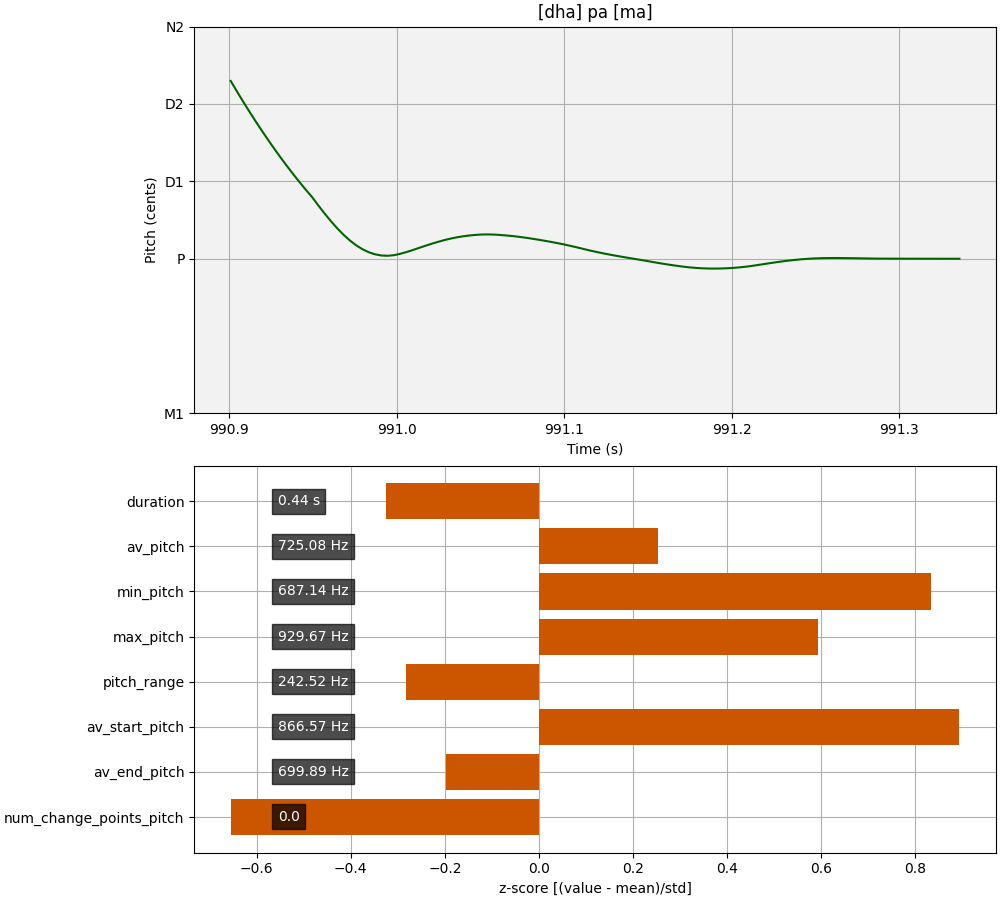 [dha] pa [ma]
N2
D2
D1
P
M1
Pitch (cents)
990.9 991.0 991.1 991.2 991.3
Time (s)
duration 0.44 s
av_pitch 725.08 Hz
min_pitch 687.14 Hz
max_pitch 929.67 Hz
pitch_range 242.52 Hz
av_start_pitch 866.57 Hz
av_end_pitch 699.89 Hz
num_change_points_pitch 0.0
−0.6 −0.4 −0.2 0.0 0.2 0.4 0.6 0.8
z-score [(value - mean)/std]